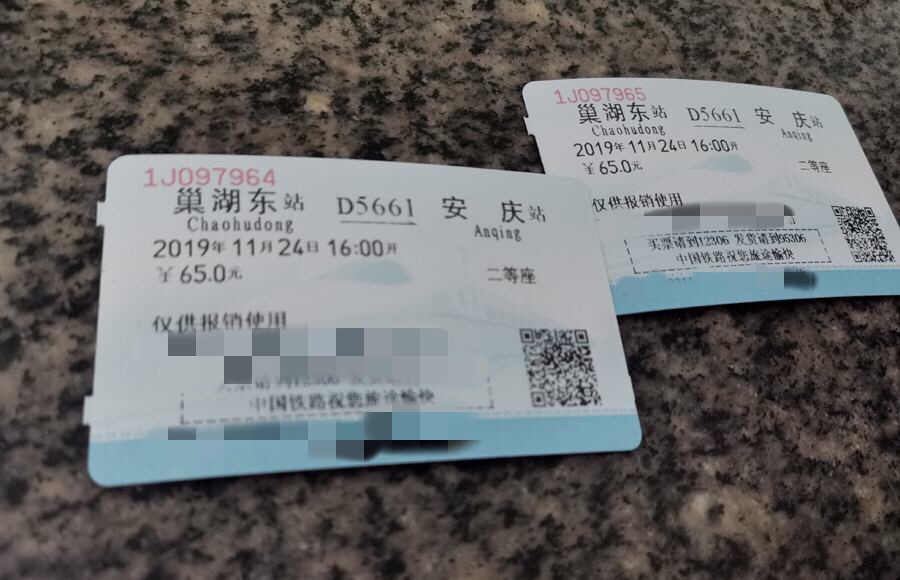 1J097964
巢湖东站 D5661 安庆站
Chaohudong Anqing
2019年11月24日 16:00开
￥65.0元 二等座
仅供报销使用
中国铁路祝您旅途愉快
1J097965
巢湖东站 D5661 安庆站
Chaohudong Anqing
2019年11月24日 16:00开
￥65.0元 二等座
仅供报销使用
买票请到12306 发货请到95306
中国铁路祝您旅途愉快